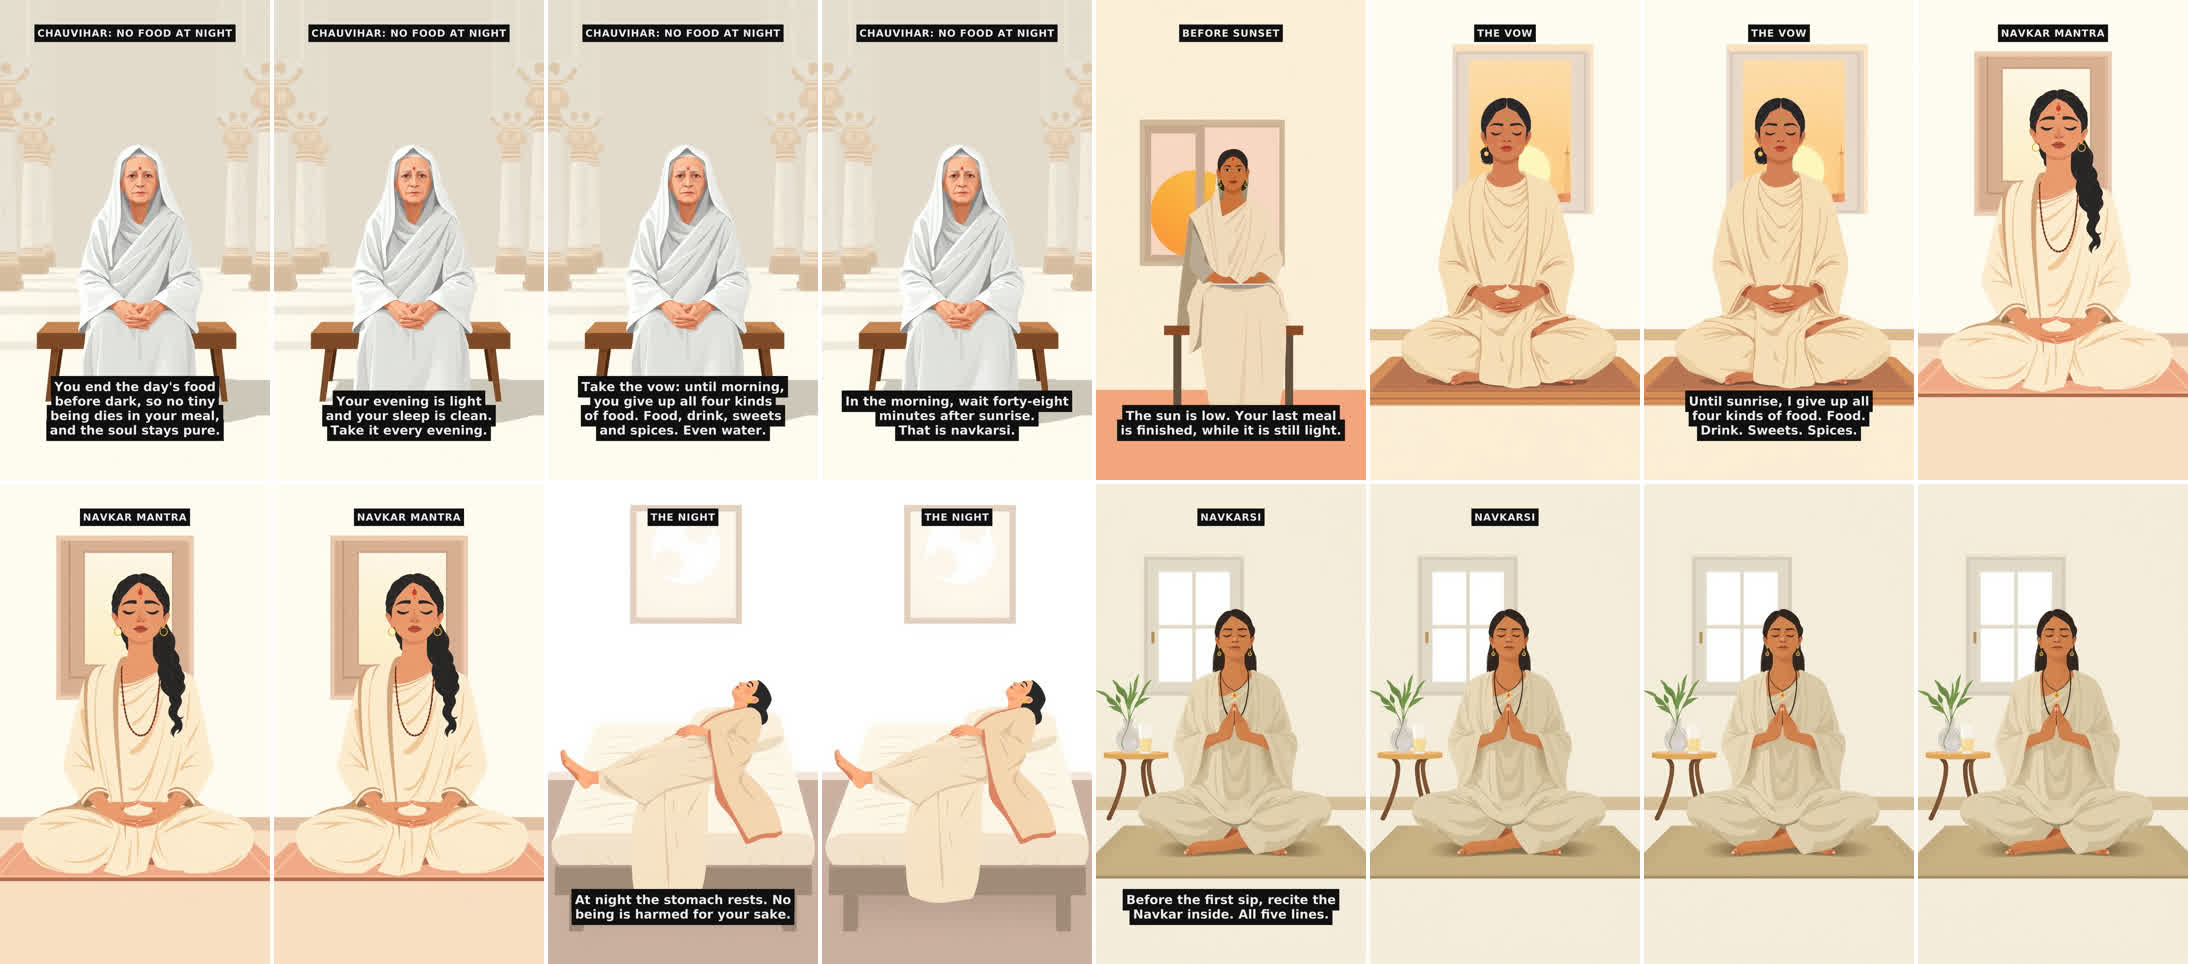 CHAUVIHAR: NO FOOD AT NIGHT
You end the day's food
before dark, so no tiny
being dies in your meal,
and the soul stays pure.
CHAUVIHAR: NO FOOD AT NIGHT
Your evening is light
and your sleep is clean.
Take it every evening.
CHAUVIHAR: NO FOOD AT NIGHT
Take the vow: until morning,
you give up all four kinds
of food. Food, drink, sweets
and spices. Even water.
CHAUVIHAR: NO FOOD AT NIGHT
In the morning, wait forty-eight
minutes after sunrise.
That is navkarsi.
BEFORE SUNSET
The sun is low. Your last meal
is finished, while it is still light.
THE VOW
THE VOW
Until sunrise, I give up all
four kinds of food. Food.
Drink. Sweets. Spices.
NAVKAR MANTRA
NAVKAR MANTRA
NAVKAR MANTRA
THE NIGHT
At night the stomach rests. No
being is harmed for your sake.
THE NIGHT
NAVKARSI
Before the first sip, recite the
Navkar inside. All five lines.
NAVKARSI